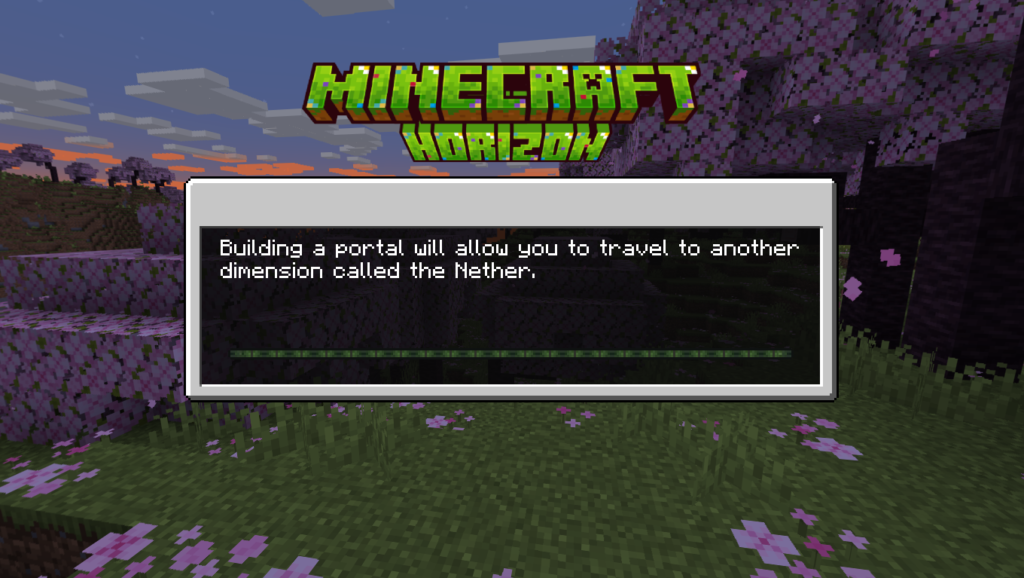 MINECRAFT
HORIZON
Building a portal will allow you to travel to another
dimension called the Nether.